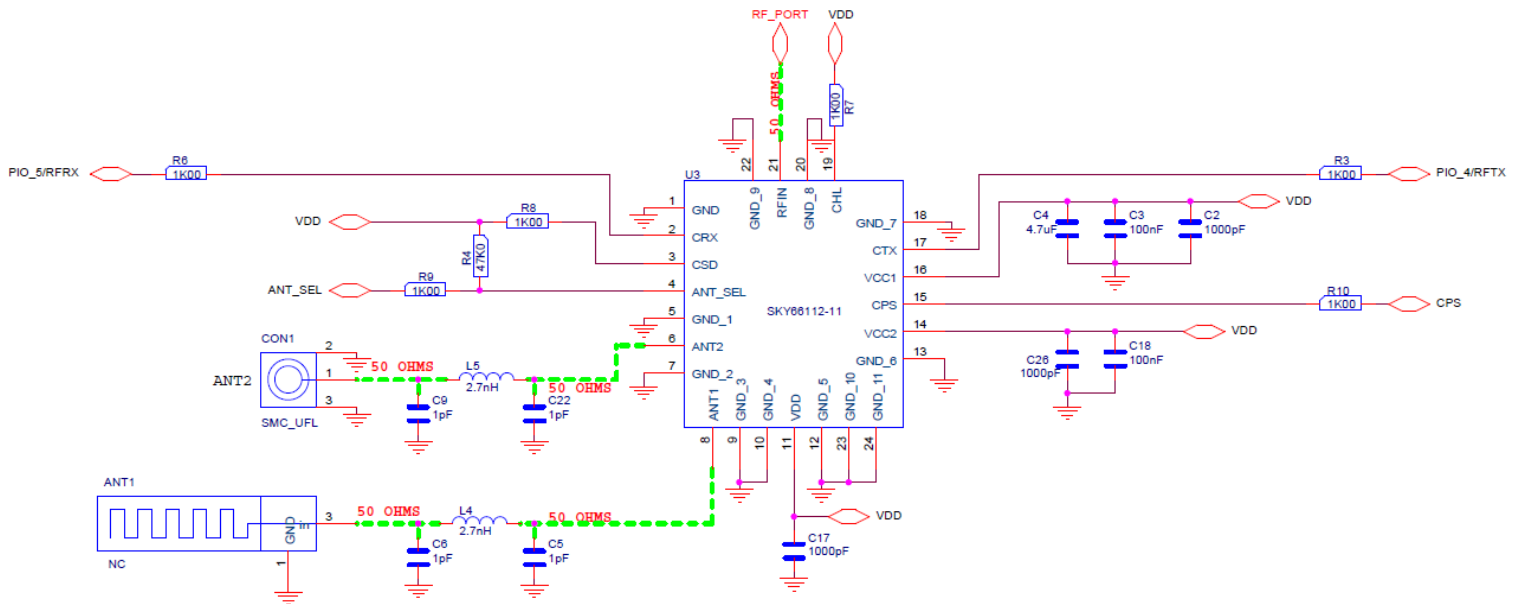 RF_PORT
VDD
50 OHMS
1K00
R7
PIO_5/RFRX
R6
1K00
R3
1K00
PIO_4/RFTX
VDD
R8
1K00
R4
47K0
ANT_SEL
R9
1K00
U3
22
21
20
19
GND_9
RFIN
GND_8
CHL
1
GND
2
CRX
3
CSD
4
ANT_SEL
5
GND_1
6
ANT2
7
GND_2
18
GND_7
17
CTX
16
VCC1
15
CPS
14
VCC2
13
GND_6
SKY66112-11
ANT1
GND_3
GND_4
VDD
GND_5
GND_10
GND_11
8
9
10
11
12
23
24
C4
4.7uF
C3
100nF
C2
1000pF
VDD
R10
1K00
CPS
C26
1000pF
C18
100nF
VDD
CON1
2
1
3
ANT2
SMC_UFL
50 OHMS
L5
2.7nH
50 OHMS
C9
1pF
C22
1pF
ANT1
GND
in
3
1
NC
50 OHMS
L4
2.7nH
50 OHMS
C6
1pF
C5
1pF
VDD
C17
1000pF